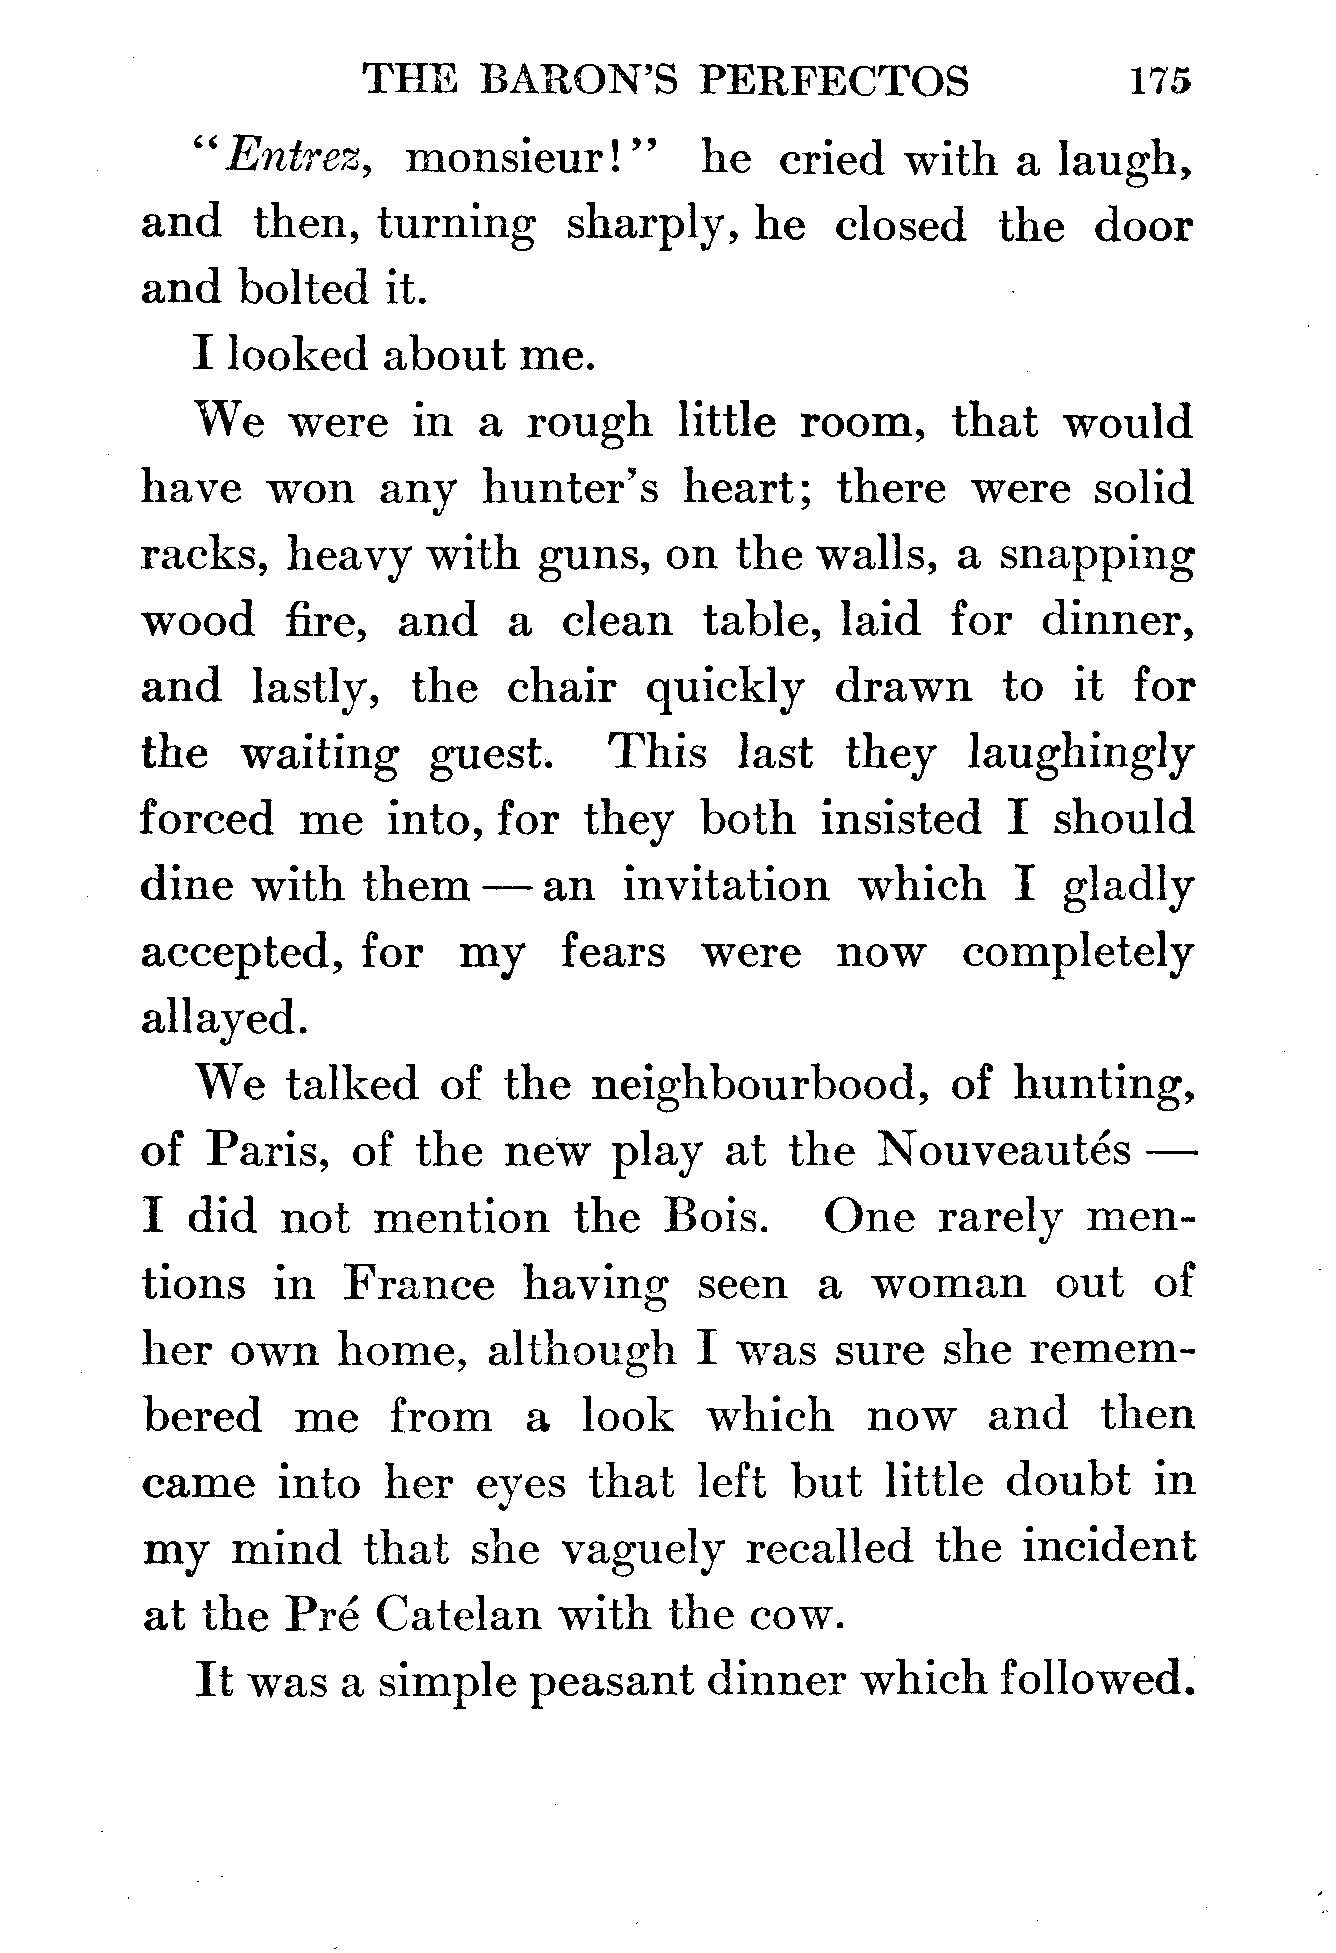 THE BARON'S PERFECTOS 175
"Entrez, monsieur!" he cried with a laugh,
and then, turning sharply, he closed the door
and bolted it.
I looked about me.
We were in a rough little room, that would
have won any hunter's heart; there were solid
racks, heavy with guns, on the walls, a snapping
wood fire, and a clean table, laid for dinner,
and lastly, the chair quickly drawn to it for
the waiting guest. This last they laughingly
forced me into, for they both insisted I should
dine with them — an invitation which I gladly
accepted, for my fears were now completely
allayed.
We talked of the neighbourbood, of hunting,
of Paris, of the new play at the Nouveautés —
I did not mention the Bois. One rarely men-
tions in France having seen a woman out of
her own home, although I was sure she remem-
bered me from a look which now and then
came into her eyes that left but little doubt in
my mind that she vaguely recalled the incident
at the Pré Catelan with the cow.
It was a simple peasant dinner which followed.